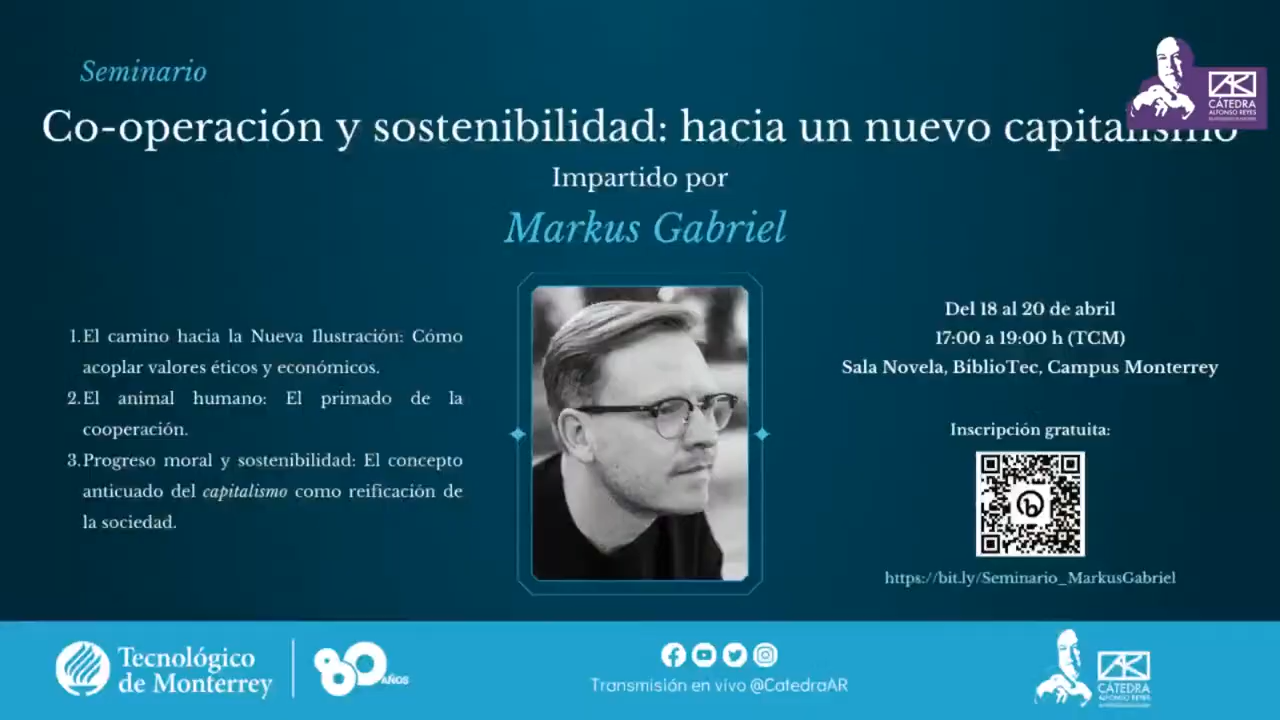 Seminario
Co-operación y sostenibilidad: hacia un nuevo capitalismo
Impartido por
Markus Gabriel
1. El camino hacia la Nueva Ilustración: Cómo
acoplar valores éticos y económicos.
2. El animal humano: El primado de la
cooperación.
3. Progreso moral y sostenibilidad: El concepto
anticuado del capitalismo como reificación de
la sociedad.
Del 18 al 20 de abril
17:00 a 19:00 h (TCM)
Sala Novela, BiblioTec, Campus Monterrey
Inscripción gratuita:
b
https://bit.ly/Seminario_MarkusGabriel
AR
CÁTEDRA
ALFONSO REYES
Tecnológico
de Monterrey
80
AÑOS
Transmisión en vivo @CatedraAR
AR
CÁTEDRA
ALFONSO REYES